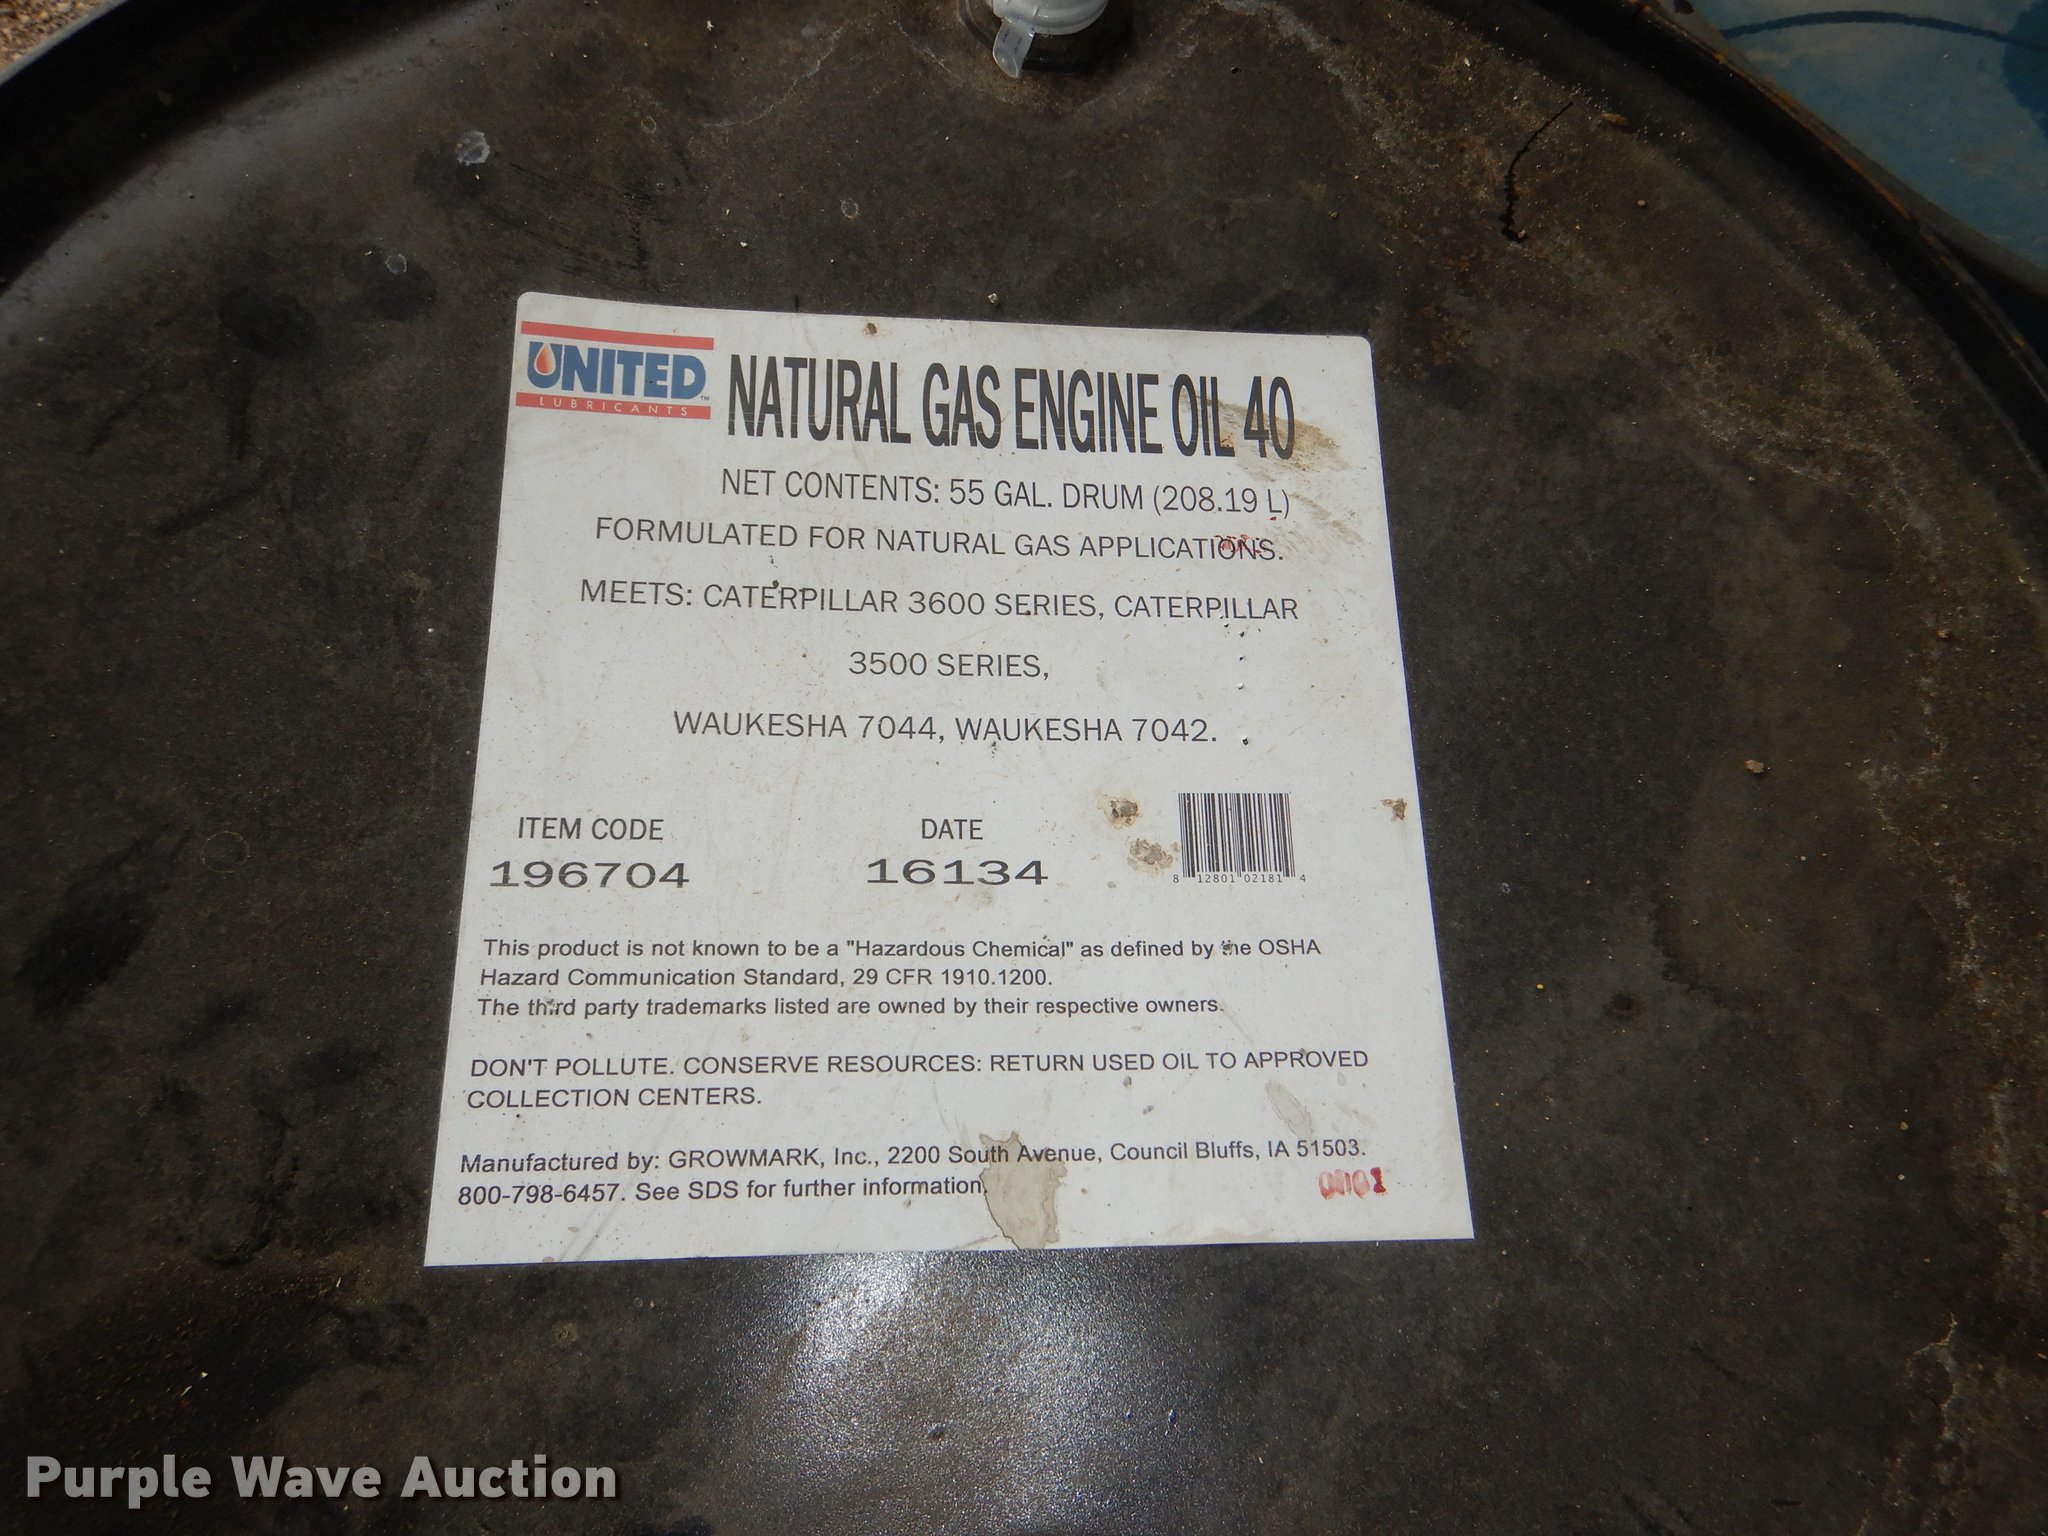 UNITED
LUBRICANTS
NATURAL GAS ENGINE OIL 40
NET CONTENTS: 55 GAL. DRUM (208.19 L)
FORMULATED FOR NATURAL GAS APPLICATIONS.
MEETS: CATERPILLAR 3600 SERIES, CATERPILLAR
3500 SERIES,
WAUKESHA 7044, WAUKESHA 7042.
ITEM CODE
196704
DATE
16134
8 12801 02181 4
This product is not known to be a "Hazardous Chemical" as defined by the OSHA
Hazard Communication Standard, 29 CFR 1910.1200.
The third party trademarks listed are owned by their respective owners.
DON'T POLLUTE. CONSERVE RESOURCES: RETURN USED OIL TO APPROVED
COLLECTION CENTERS.
Manufactured by: GROWMARK, Inc., 2200 South Avenue, Council Bluffs, IA 51503.
800-798-6457. See SDS for further information.
0001
Purple Wave Auction